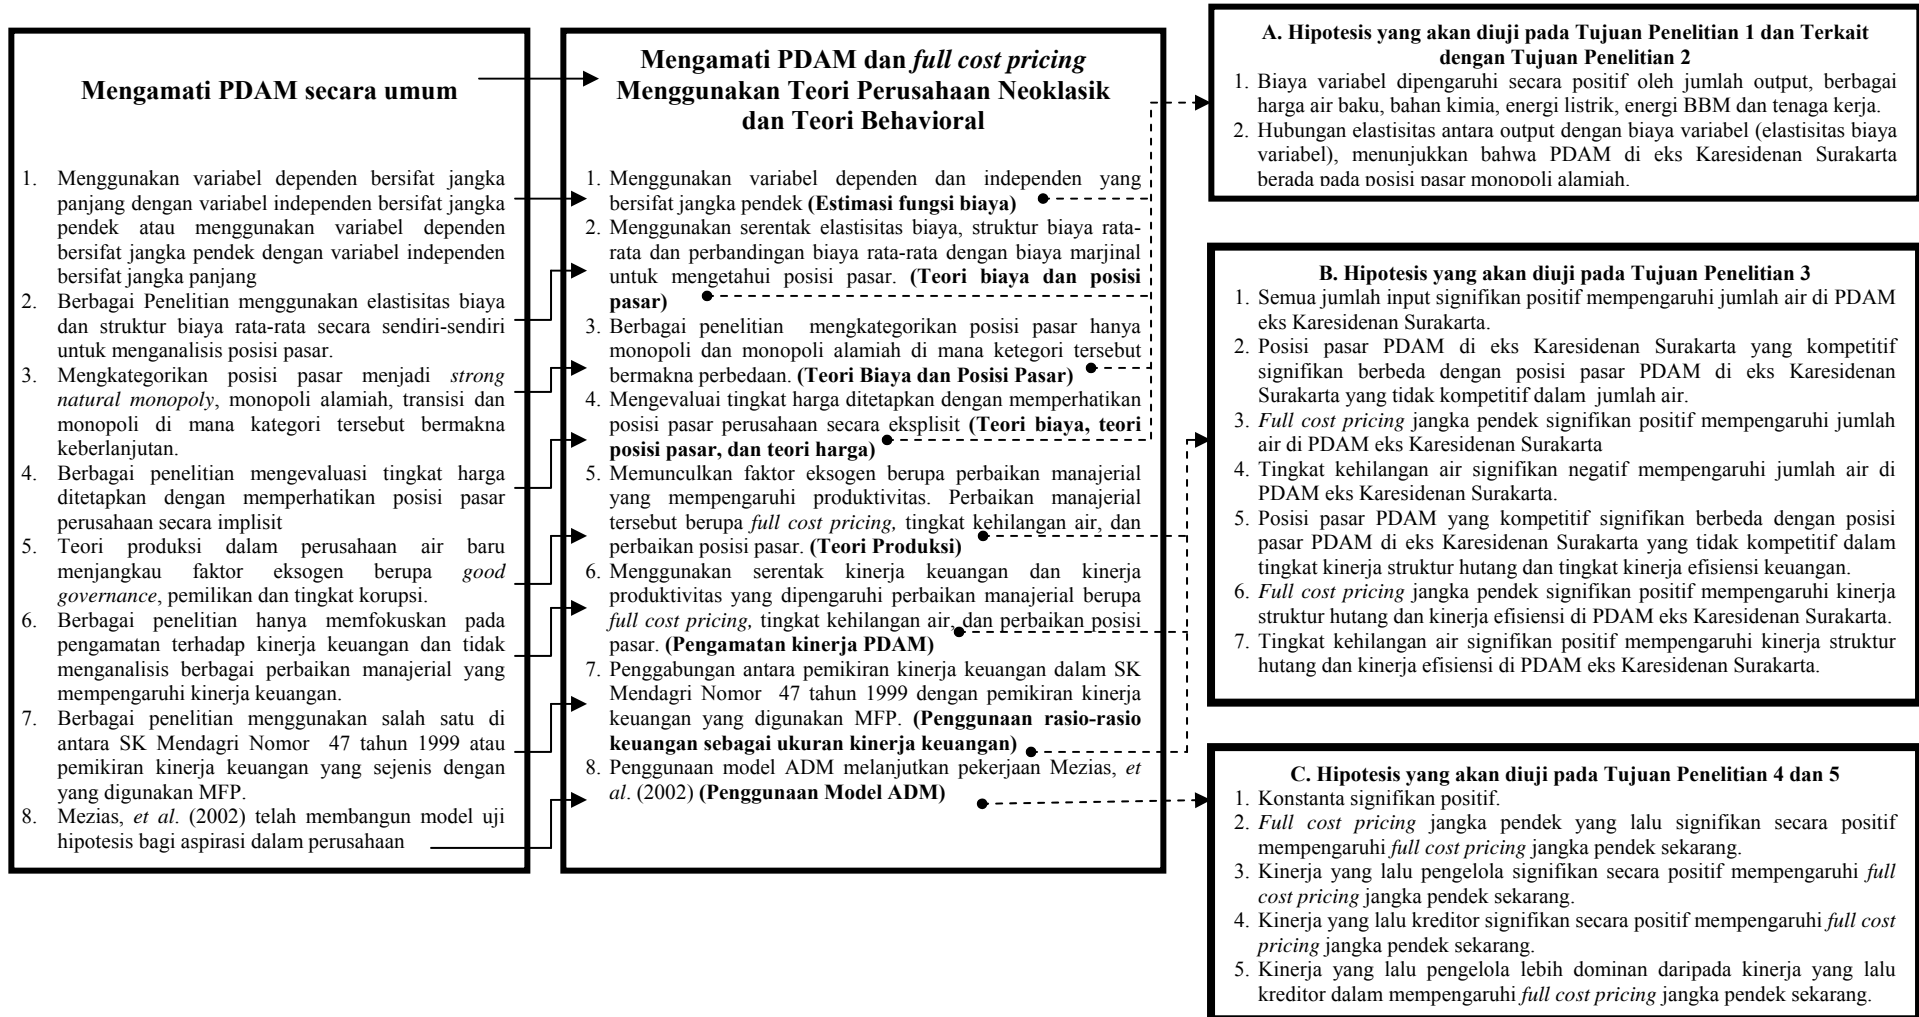 Mengamati PDAM secara umum
1. Menggunakan variabel dependen bersifat jangka
panjang dengan variabel independen bersifat jangka
pendek atau menggunakan variabel dependen
bersifat jangka pendek dengan variabel independen
bersifat jangka panjang
2. Berbagai Penelitian menggunakan elastisitas biaya
dan struktur biaya rata-rata secara sendiri-sendiri
untuk menganalisis posisi pasar.
3. Mengkategorikan posisi pasar menjadi strong
natural monopoly, monopoli alamiah, transisi dan
monopoli di mana kategori tersebut bermakna
keberlanjutan.
4. Berbagai penelitian mengevaluasi tingkat harga
ditetapkan dengan memperhatikan posisi pasar
perusahaan secara implisit
5. Teori produksi dalam perusahaan air baru
menjangkau faktor eksogen berupa good
governance, pemilikan dan tingkat korupsi.
6. Berbagai penelitian hanya memfokuskan pada
pengamatan terhadap kinerja keuangan dan tidak
menganalisis berbagai perbaikan manajerial yang
mempengaruhi kinerja keuangan.
7. Berbagai penelitian menggunakan salah satu di
antara SK Mendagri Nomor 47 tahun 1999 atau
pemikiran kinerja keuangan yang sejenis dengan
yang digunakan MFP.
8. Mezias, et al. (2002) telah membangun model uji
hipotesis bagi aspirasi dalam perusahaan
Mengamati PDAM dan full cost pricing
Menggunakan Teori Perusahaan Neoklasik
dan Teori Behavioral
1. Menggunakan variabel dependen dan independen yang
bersifat jangka pendek (Estimasi fungsi biaya)
2. Menggunakan serentak elastisitas biaya, struktur biaya rata-
rata dan perbandingan biaya rata-rata dengan biaya marjinal
untuk mengetahui posisi pasar. (Teori biaya dan posisi
pasar)
3. Berbagai penelitian mengkategorikan posisi pasar hanya
monopoli dan monopoli alamiah di mana ketegori tersebut
bermakna perbedaan. (Teori Biaya dan Posisi Pasar)
4. Mengevaluai tingkat harga ditetapkan dengan memperhatikan
posisi pasar perusahaan secara eksplisit (Teori biaya, teori
posisi pasar, dan teori harga)
5. Memunculkan faktor eksogen berupa perbaikan manajerial
yang mempengaruhi produktivitas. Perbaikan manajerial
tersebut berupa full cost pricing, tingkat kehilangan air, dan
perbaikan posisi pasar. (Teori Produksi)
6. Menggunakan serentak kinerja keuangan dan kinerja
produktivitas yang dipengaruhi perbaikan manajerial berupa
full cost pricing, tingkat kehilangan air, dan perbaikan posisi
pasar. (Pengamatan kinerja PDAM)
7. Penggabungan antara pemikiran kinerja keuangan dalam SK
Mendagri Nomor 47 tahun 1999 dengan pemikiran kinerja
keuangan yang digunakan MFP. (Penggunaan rasio-rasio
keuangan sebagai ukuran kinerja keuangan)
8. Penggunaan model ADM melanjutkan pekerjaan Mezias, et
al. (2002) (Penggunaan Model ADM)
A. Hipotesis yang akan diuji pada Tujuan Penelitian 1 dan Terkait
dengan Tujuan Penelitian 2
1. Biaya variabel dipengaruhi secara positif oleh jumlah output, berbagai
harga air baku, bahan kimia, energi listrik, energi BBM dan tenaga kerja.
2. Hubungan elastisitas antara output dengan biaya variabel (elastisitas biaya
variabel), menunjukkan bahwa PDAM di eks Karesidenan Surakarta
berada pada posisi pasar monopoli alamiah.
B. Hipotesis yang akan diuji pada Tujuan Penelitian 3
1. Semua jumlah input signifikan positif mempengaruhi jumlah air di PDAM
eks Karesidenan Surakarta.
2. Posisi pasar PDAM di eks Karesidenan Surakarta yang kompetitif
signifikan berbeda dengan posisi pasar PDAM di eks Karesidenan
Surakarta yang tidak kompetitif dalam jumlah air.
3. Full cost pricing jangka pendek signifikan positif mempengaruhi jumlah
air di PDAM eks Karesidenan Surakarta
4. Tingkat kehilangan air signifikan negatif mempengaruhi jumlah air di
PDAM eks Karesidenan Surakarta.
5. Posisi pasar PDAM yang kompetitif signifikan berbeda dengan posisi
pasar PDAM di eks Karesidenan Surakarta yang tidak kompetitif dalam
tingkat kinerja struktur hutang dan tingkat kinerja efisiensi keuangan.
6. Full cost pricing jangka pendek signifikan positif mempengaruhi kinerja
struktur hutang dan kinerja efisiensi di PDAM eks Karesidenan Surakarta.
7. Tingkat kehilangan air signifikan positif mempengaruhi kinerja struktur
hutang dan kinerja efisiensi di PDAM eks Karesidenan Surakarta.
C. Hipotesis yang akan diuji pada Tujuan Penelitian 4 dan 5
1. Konstanta signifikan positif.
2. Full cost pricing jangka pendek yang lalu signifikan secara positif
mempengaruhi full cost pricing jangka pendek sekarang.
3. Kinerja yang lalu pengelola signifikan secara positif mempengaruhi full
cost pricing jangka pendek sekarang.
4. Kinerja yang lalu kreditor signifikan secara positif mempengaruhi full cost
pricing jangka pendek sekarang.
5. Kinerja yang lalu pengelola lebih dominan daripada kinerja yang lalu
kreditor dalam mempengaruhi full cost pricing jangka pendek sekarang.